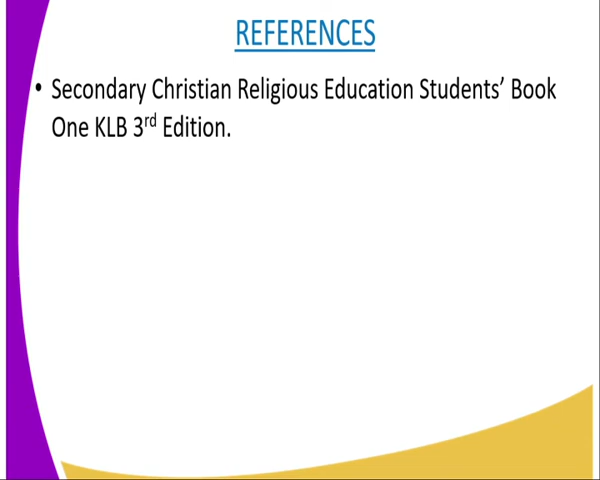 REFERENCES
• Secondary Christian Religious Education Students’ Book
One KLB 3rd Edition.